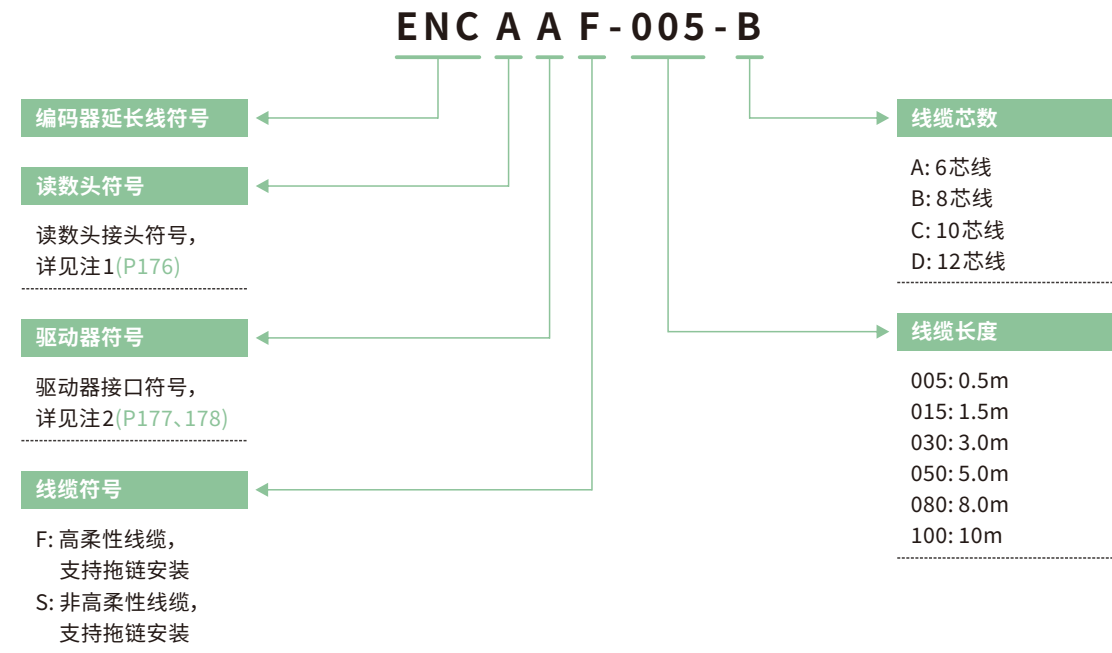 ENC A A F - 005 - B
编码器延长线符号
读数头符号
读数头接头符号，
详见注1(P176)
驱动器符号
驱动器接口符号，
详见注2(P177、178)
线缆符号
F: 高柔性线缆，
支持拖链安装
S: 非高柔性线缆，
支持拖链安装
线缆芯数
A: 6芯线
B: 8芯线
C: 10芯线
D: 12芯线
线缆长度
005: 0.5m
015: 1.5m
030: 3.0m
050: 5.0m
080: 8.0m
100: 10m